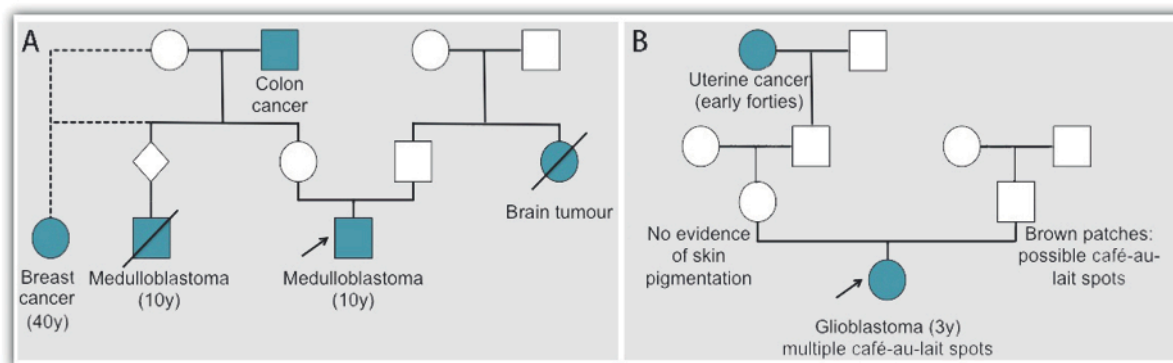 A
Colon
cancer
Brain tumour
Breast
cancer
(40y)
Medulloblastoma
(10y)
Medulloblastoma
(10y)
B
Uterine cancer
(early forties)
No evidence
of skin
pigmentation
Brown patches:
possible café-au-
lait spots
Glioblastoma (3y)
multiple café-au-lait spots